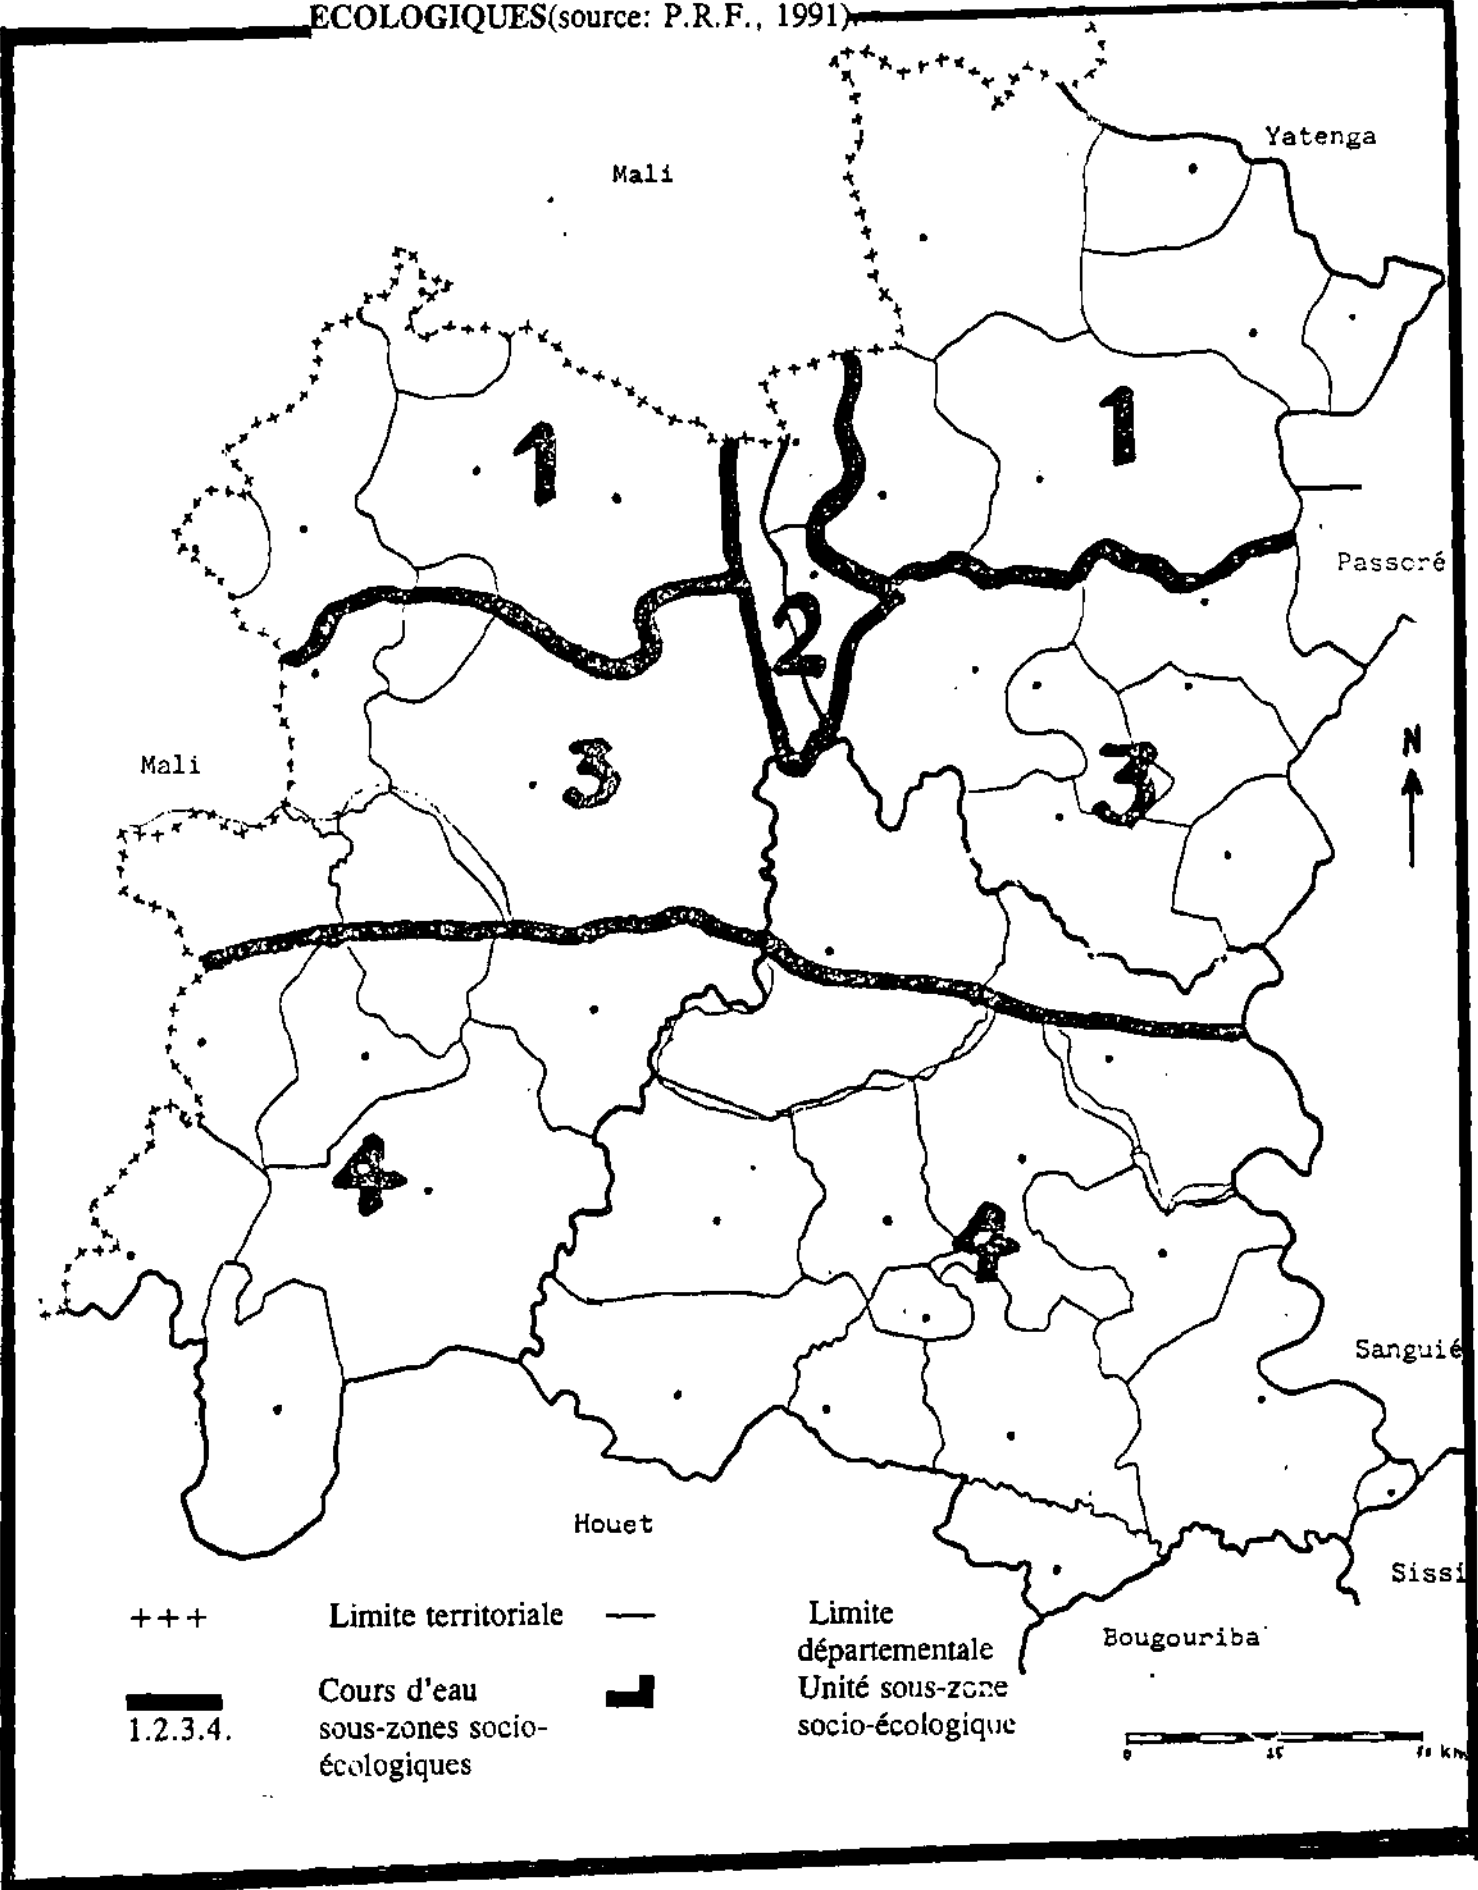 ECOLOGIQUES(source: P.R.F., 1991)
Yatenga
Mali
1
1
Passoré
2
Mali
3
3
N
4
4
Sanguié
Houet
Sissi
+++ Limite territoriale
Limite
départementale
Bougouriba
Cours d'eau
1.2.3.4. sous-zones socio-
écologiques
Unité sous-zone
socio-écologique
0 15 km